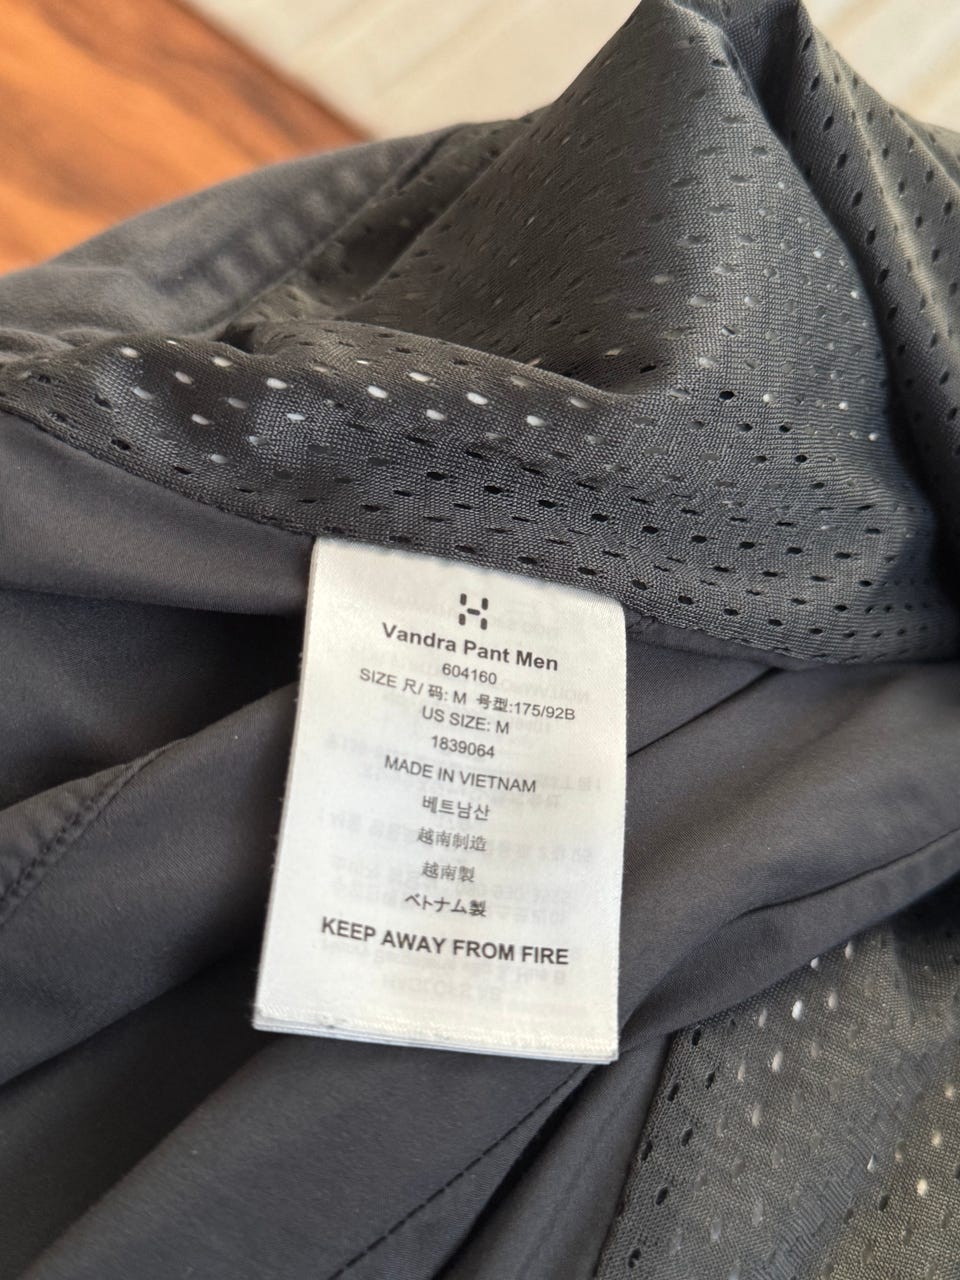 Vandra Pant Men
604160
SIZE 尺/码: M 号型:175/92B
US SIZE: M
1839064
MADE IN VIETNAM
베트남산
越南制造
越南製
ベトナム製
KEEP AWAY FROM FIRE